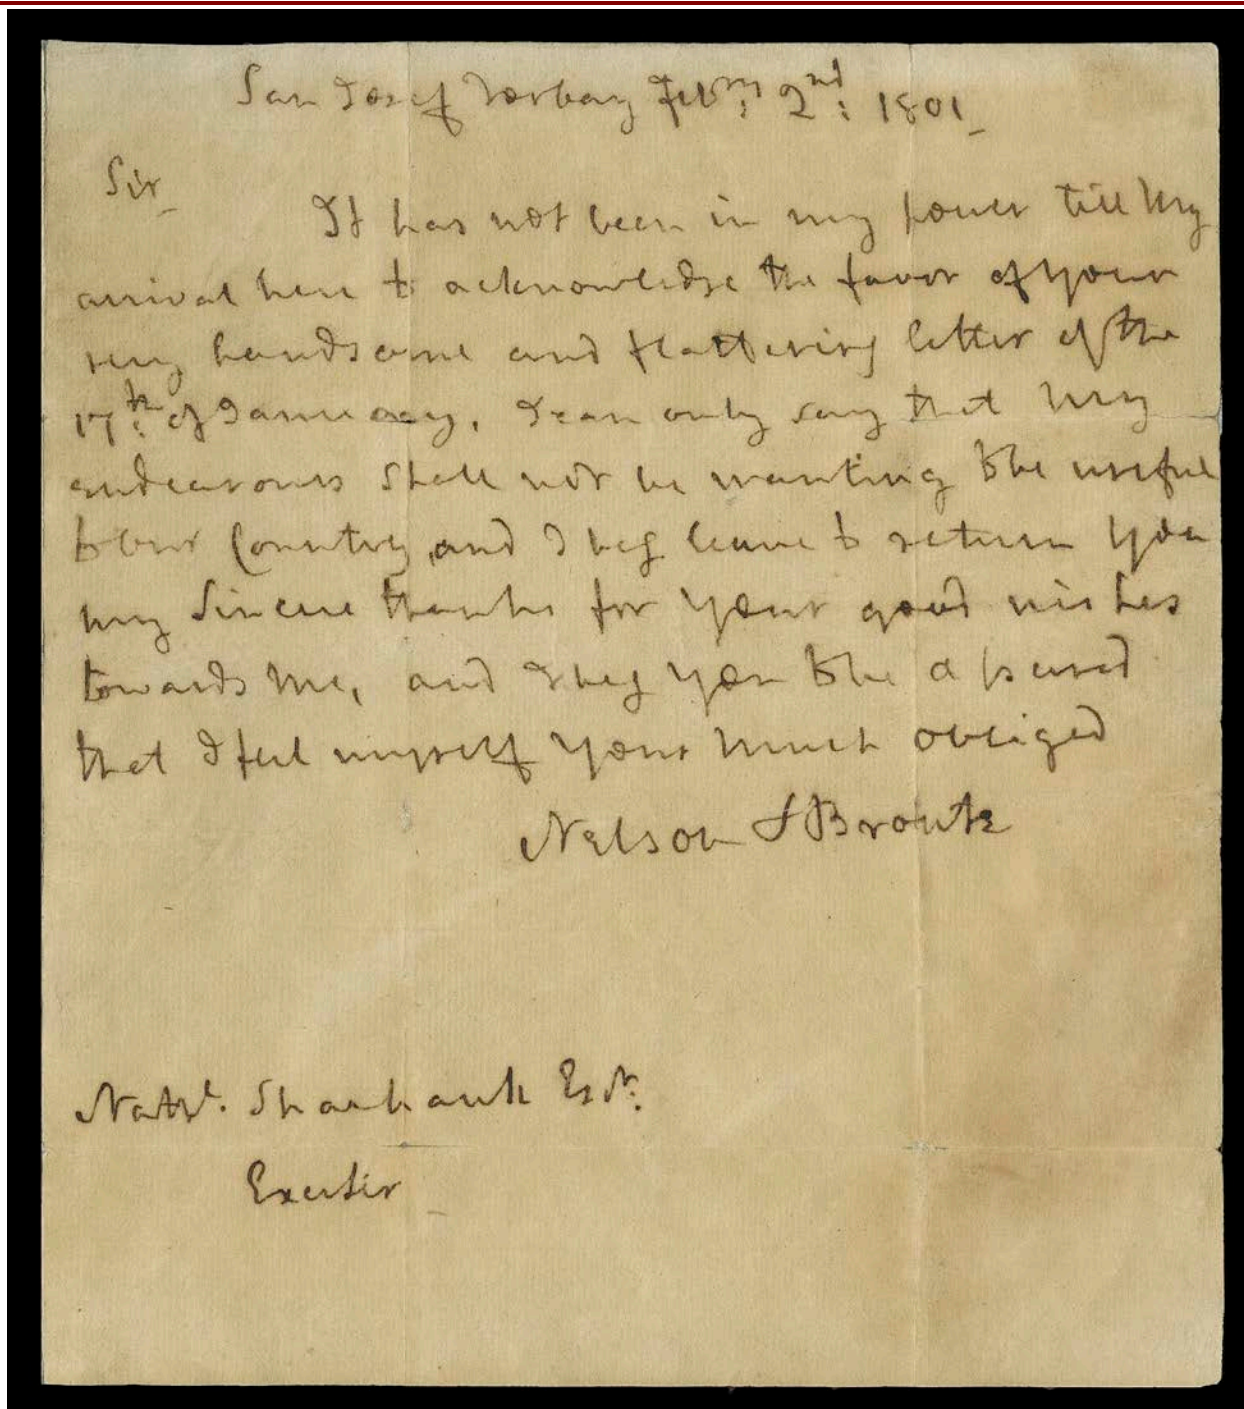 San Josef Torbay Feb:ry 2nd: 1801
Sir
It has not been in my power till my
arrival here to acknowledge the favor of your
very handsome and flattering letter of the
17th: of January, I can only say that my
endeavours shall not be wanting to be useful
to our Country, and I beg leave to return you
my sincere thanks for your good wishes
towards me, and I beg you to be assured
that I feel myself your much obliged
Nelson & Bronte
Nathl. Esqr:
Exeter